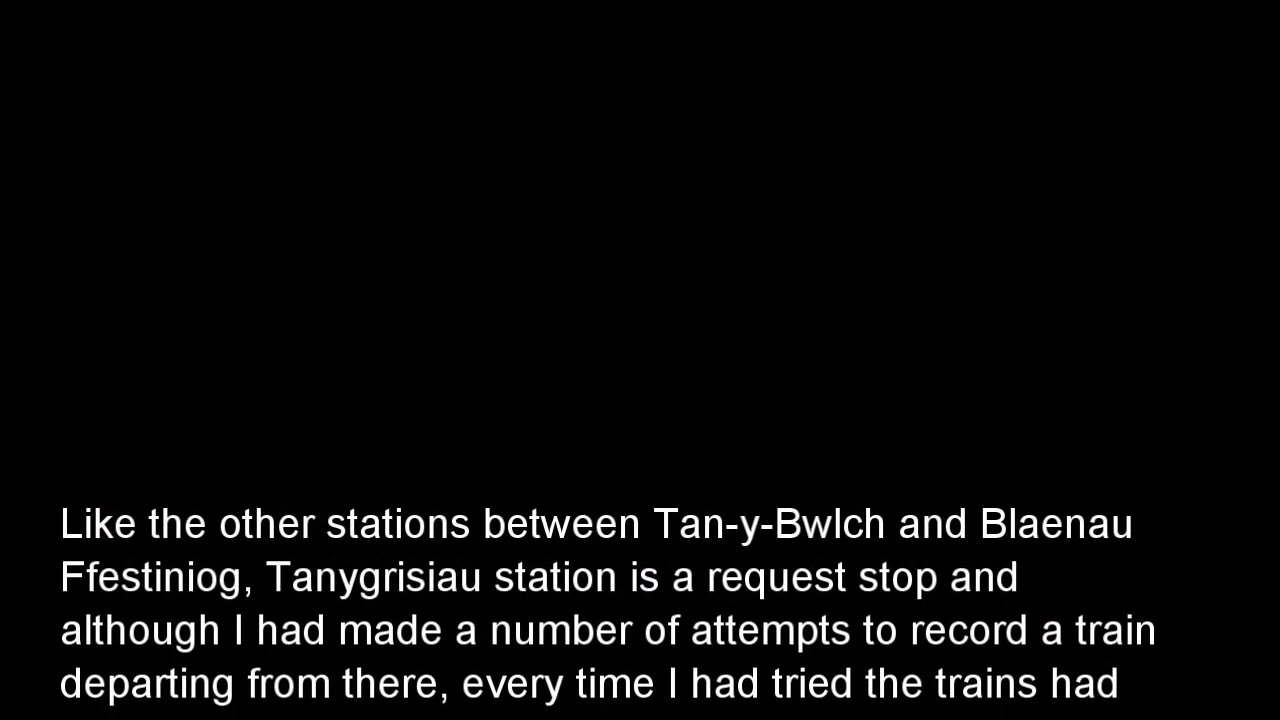 Like the other stations between Tan-y-Bwlch and Blaenau
Ffestiniog, Tanygrisiau station is a request stop and
although I had made a number of attempts to record a train
departing from there, every time I had tried the trains had